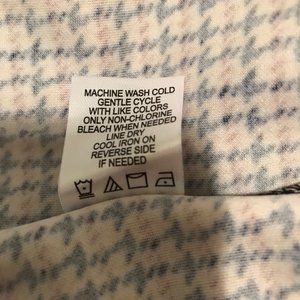 MACHINE WASH COLD
GENTLE CYCLE
WITH LIKE COLORS
ONLY NON-CHLORINE
BLEACH WHEN NEEDED
LINE DRY
COOL IRON ON
REVERSE SIDE
IF NEEDED